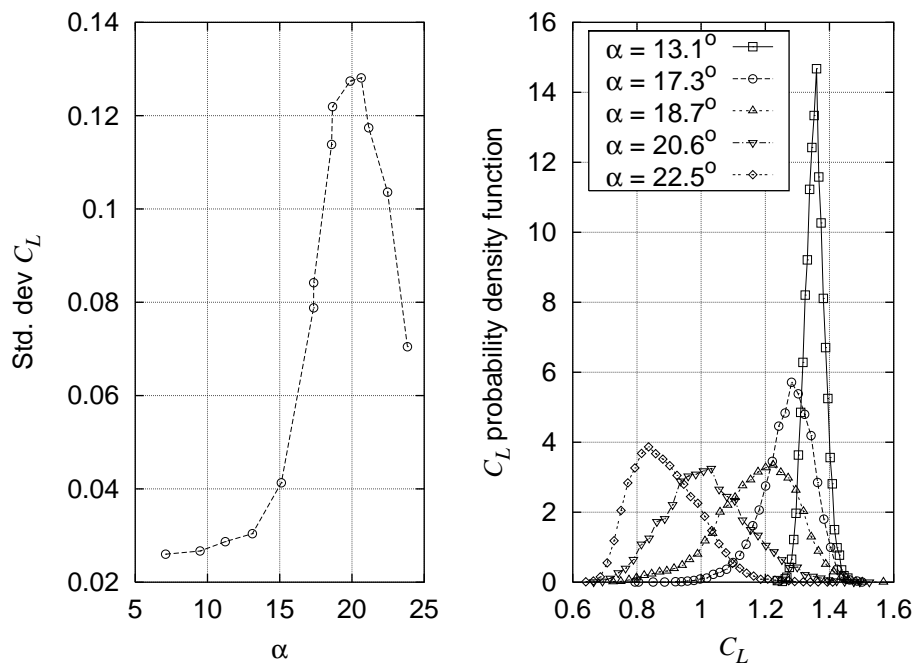 Std. dev C_L
0.14
0.12
0.1
0.08
0.06
0.04
0.02
5 10 15 20 25
α
C_L probability density function
16
14
12
10
8
6
4
2
0
α = 13.1°
α = 17.3°
α = 18.7°
α = 20.6°
α = 22.5°
0.6 0.8 1 1.2 1.4 1.6
C_L